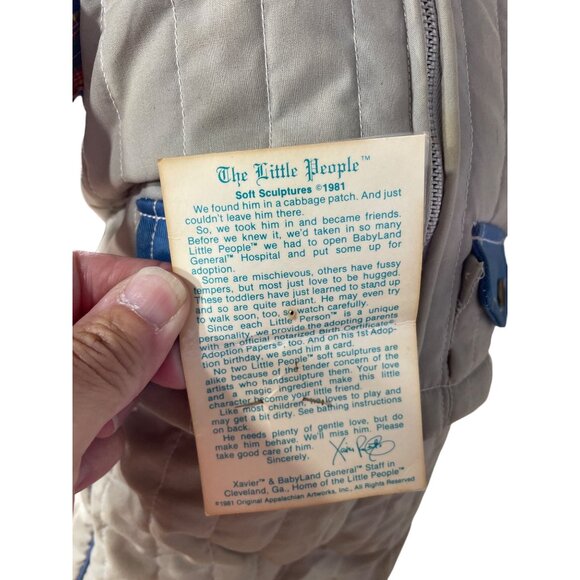 The Little People™
Soft Sculptures ©1981
We found him in a cabbage patch. And just
couldn't leave him there.
So, we took him in and became friends.
Before we knew it, we'd taken in so many
Little People™ we had to open BabyLand
General™ Hospital and put some up for
adoption.
Some are mischievous, others have fussy
tempers, but most just love to be hugged.
These toddlers have just learned to stand up
and so are quite radiant. He may even try
to walk soon, too, so watch carefully.
Since each Little Person™ is a unique
personality, we provide the adopting parents
with an official notarized Birth Certificate®,
Adoption Papers®, too. And on his 1st Adop-
tion birthday, we send him a card.
No two Little People™ soft sculptures are
alike because of the tender concern of the
artists who handsculpture them. Your love
and a magic ingredient make this little
character become your little friend.
Like most children, loves to play and
may get a bit dirty. See bathing instructions
on back.
He needs plenty of gentle love, but do
make him behave. We'll miss him. Please
take good care of him.
Sincerely,
Xavier™ & BabyLand General™ Staff in
Cleveland, Ga., Home of the Little People™
©1981 Original Appalachian Artworks, Inc. All Rights Reserved